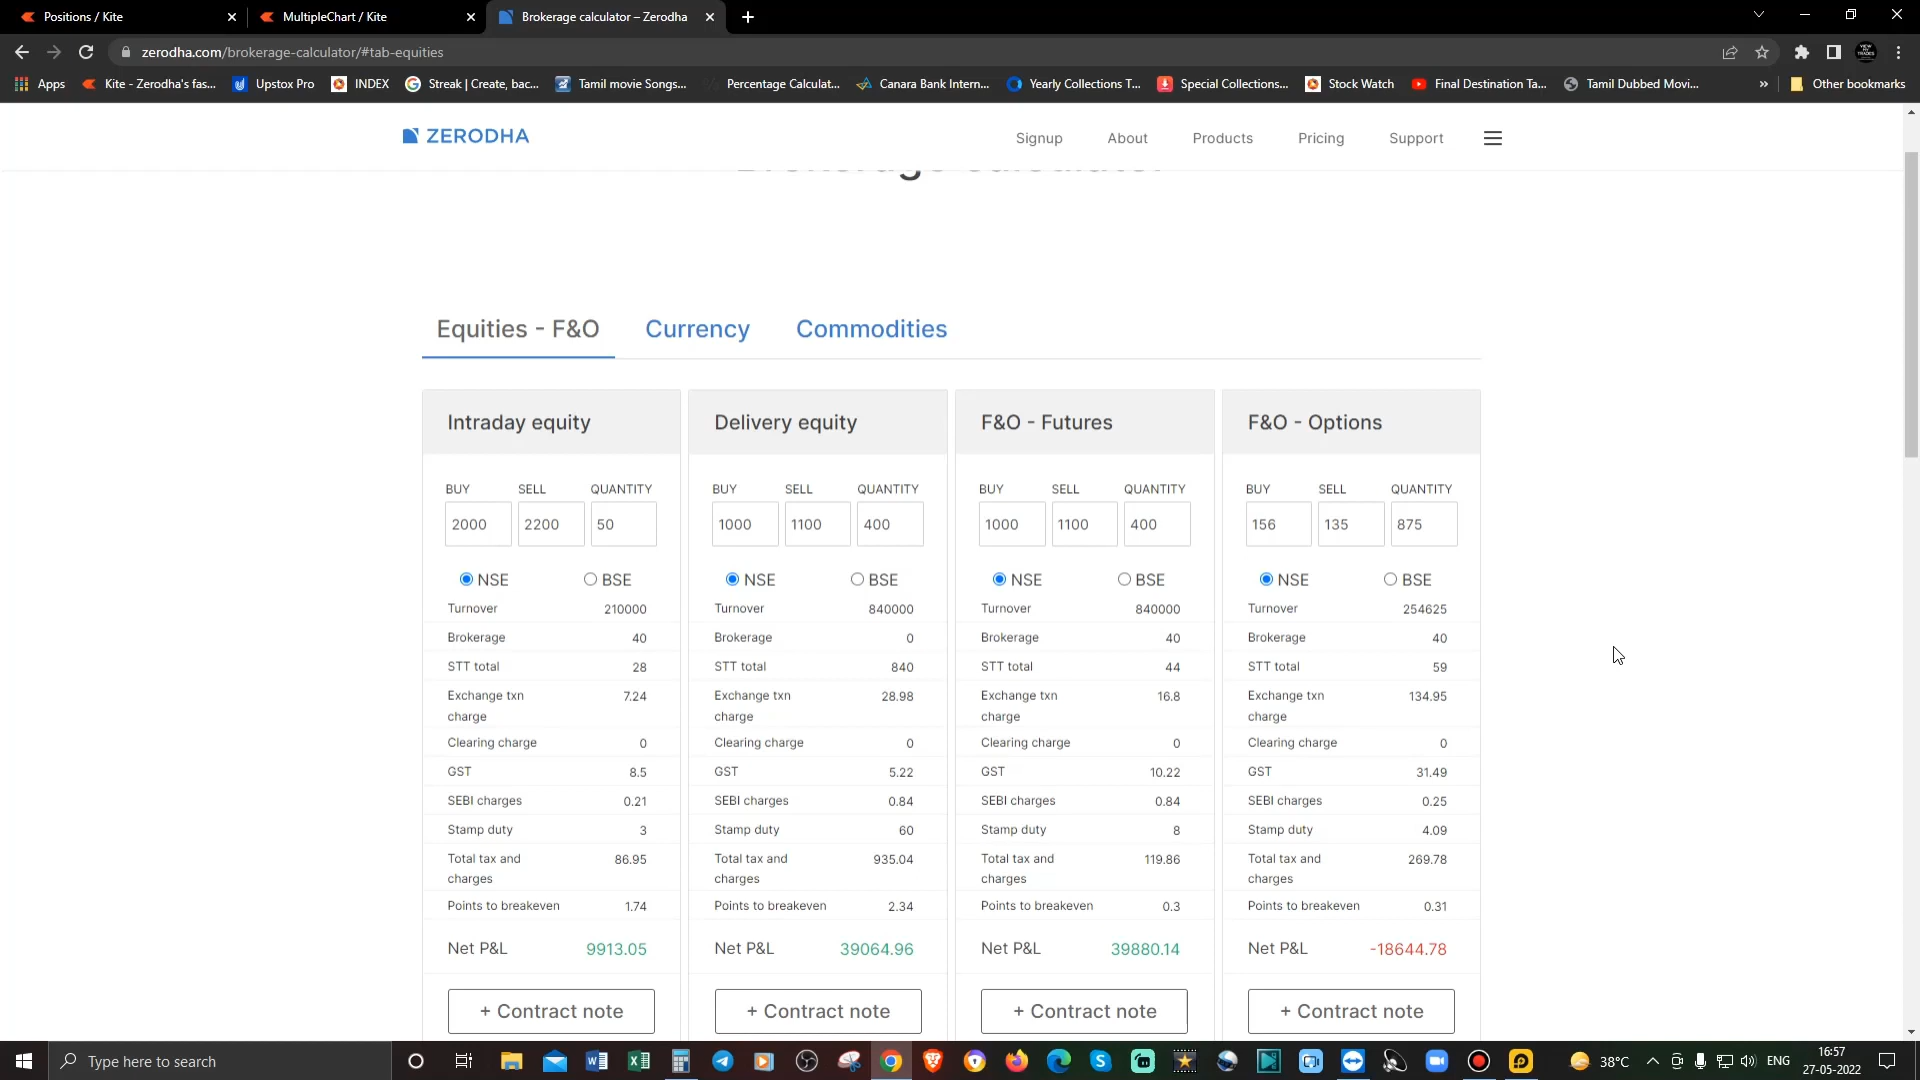 Positions / Kite
MultipleChart / Kite
Brokerage calculator – Zerodha
zerodha.com/brokerage-calculator/#tab-equities
Apps
Kite - Zerodha's fas...
Upstox Pro
INDEX
Streak | Create, bac...
Tamil movie Songs...
Percentage Calculat...
Canara Bank Intern...
Yearly Collections T...
Special Collections...
Stock Watch
Final Destination Ta...
Tamil Dubbed Movi...
»
Other bookmarks
ZERODHA
Signup About Products Pricing Support
Brokerage calculator
Equities - F&O Currency Commodities
Intraday equity
BUY SELL QUANTITY
2000 2200 50
NSE BSE
Turnover 210000
Brokerage 40
STT total 28
Exchange txn 7.24
charge
Clearing charge 0
GST 8.5
SEBI charges 0.21
Stamp duty 3
Total tax and 86.95
charges
Points to breakeven 1.74
Net P&L 9913.05
+ Contract note
Delivery equity
BUY SELL QUANTITY
1000 1100 400
NSE BSE
Turnover 840000
Brokerage 0
STT total 840
Exchange txn 28.98
charge
Clearing charge 0
GST 5.22
SEBI charges 0.84
Stamp duty 60
Total tax and 935.04
charges
Points to breakeven 2.34
Net P&L 39064.96
+ Contract note
F&O - Futures
BUY SELL QUANTITY
1000 1100 400
NSE BSE
Turnover 840000
Brokerage 40
STT total 44
Exchange txn 16.8
charge
Clearing charge 0
GST 10.22
SEBI charges 0.84
Stamp duty 8
Total tax and 119.86
charges
Points to breakeven 0.3
Net P&L 39880.14
+ Contract note
F&O - Options
BUY SELL QUANTITY
156 135 875
NSE BSE
Turnover 254625
Brokerage 40
STT total 59
Exchange txn 134.95
charge
Clearing charge 0
GST 31.49
SEBI charges 0.25
Stamp duty 4.09
Total tax and 269.78
charges
Points to breakeven 0.31
Net P&L -18644.78
+ Contract note
Type here to search
38°C
ENG
16:57
27-05-2022